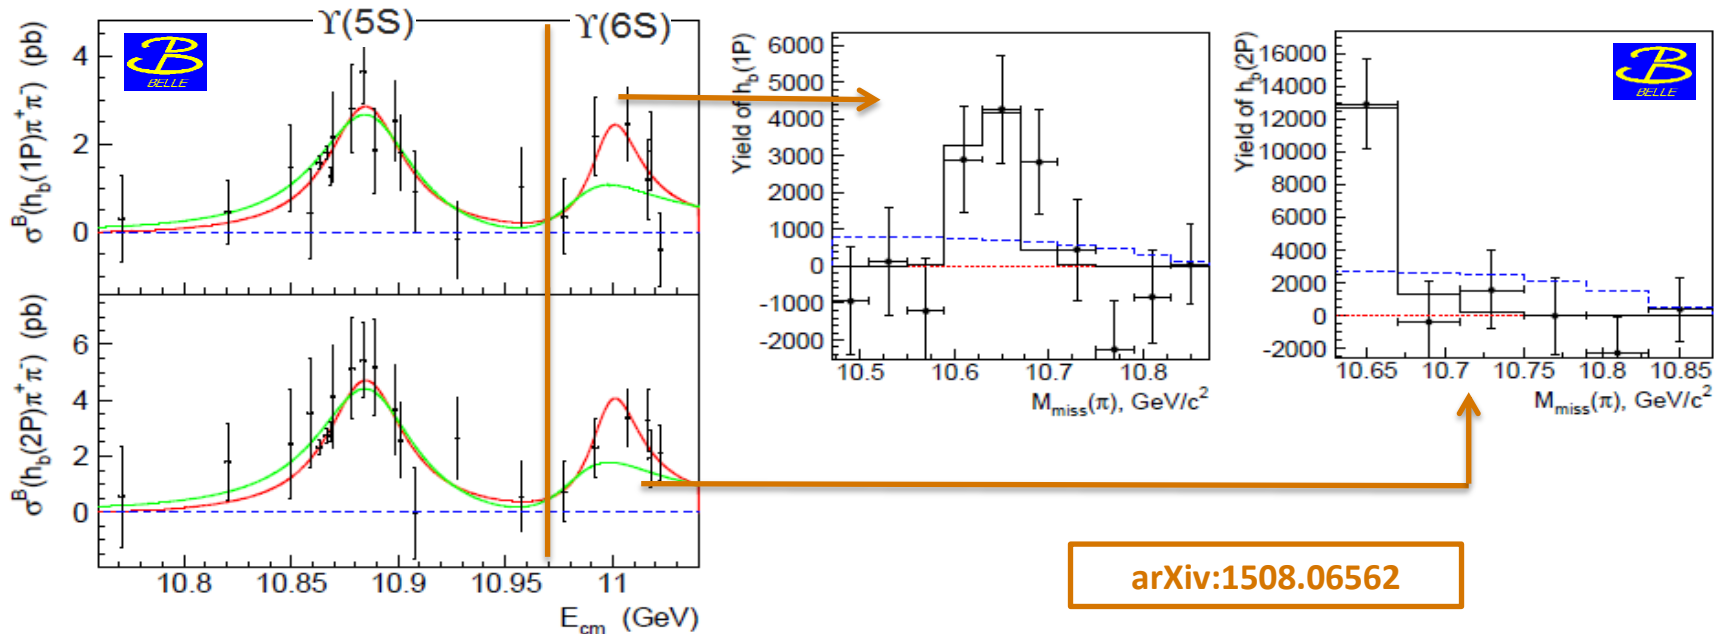 ϒ(5S)
ϒ(6S)
σᴮ(h_b(1P)π⁺π⁻) (pb)
4
2
0
BELLE
σᴮ(h_b(2P)π⁺π⁻) (pb)
6
4
2
0
10.8 10.85 10.9 10.95 11
E_cm (GeV)
Yield of h_b(1P)
6000
5000
4000
3000
2000
1000
0
-1000
-2000
10.5 10.6 10.7 10.8
M_miss(π), GeV/c²
Yield of h_b(2P)
16000
14000
12000
10000
8000
6000
4000
2000
0
-2000
BELLE
10.65 10.7 10.75 10.8 10.85
M_miss(π), GeV/c²
arXiv:1508.06562